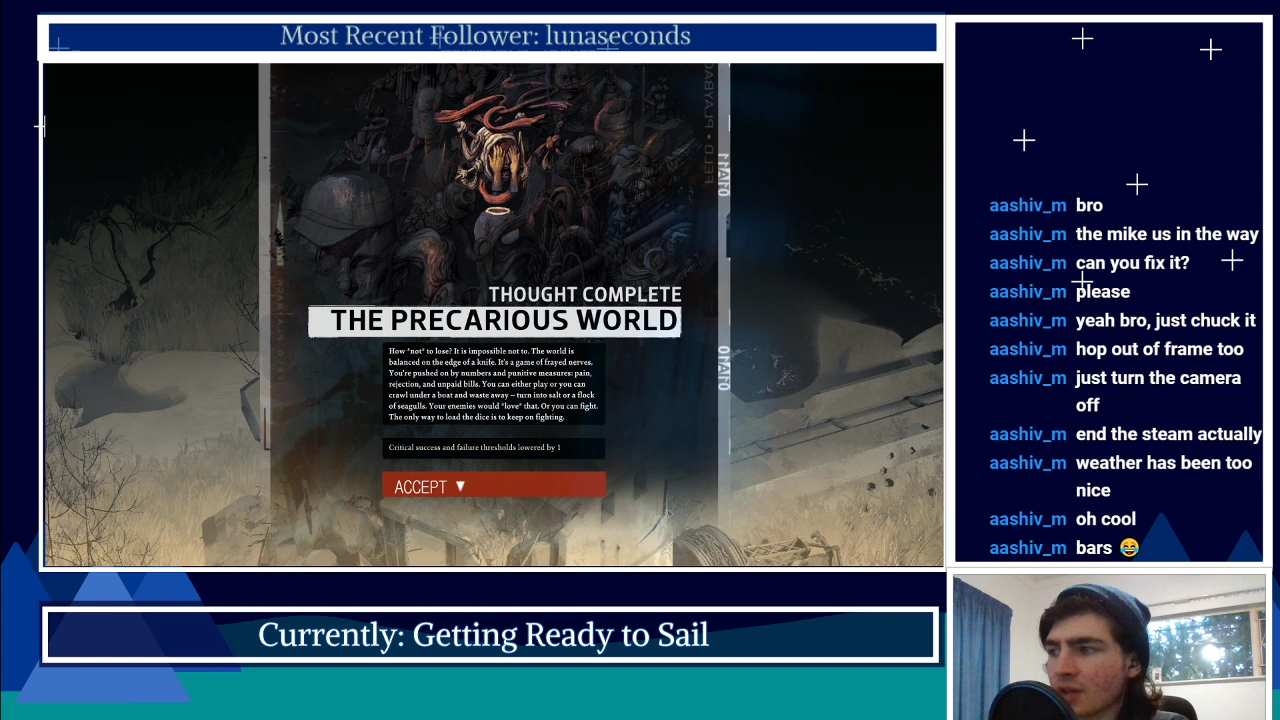 Most Recent Follower: lunaseconds
THOUGHT COMPLETE
THE PRECARIOUS WORLD
How *not* to lose? It is impossible not to. The world is
balanced on the edge of a knife. It's a game of frayed nerves.
You're pushed on by numbers and punitive measures: pain,
rejection, and unpaid bills. You can either play or you can
crawl under a boat and waste away – turn into salt or a flock
of seagulls. Your enemies would *love* that. Or you can fight.
The only way to load the dice is to keep on fighting.
Critical success and failure thresholds lowered by 1
ACCEPT
aashiv_m bro
aashiv_m the mike us in the way
aashiv_m can you fix it?
aashiv_m please
aashiv_m yeah bro, just chuck it
aashiv_m hop out of frame too
aashiv_m just turn the camera
off
aashiv_m end the steam actually
aashiv_m weather has been too
nice
aashiv_m oh cool
aashiv_m bars 😂
Currently: Getting Ready to Sail